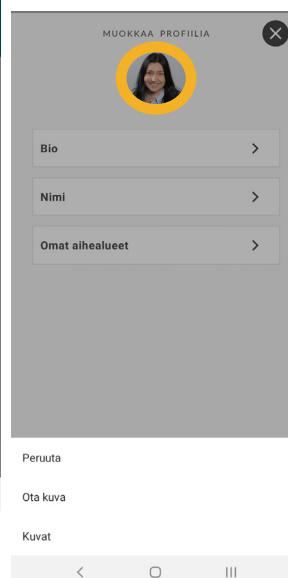 MUOKKAA PROFIILIA
Bio
Nimi
Omat aihealueet
Peruuta
Ota kuva
Kuvat